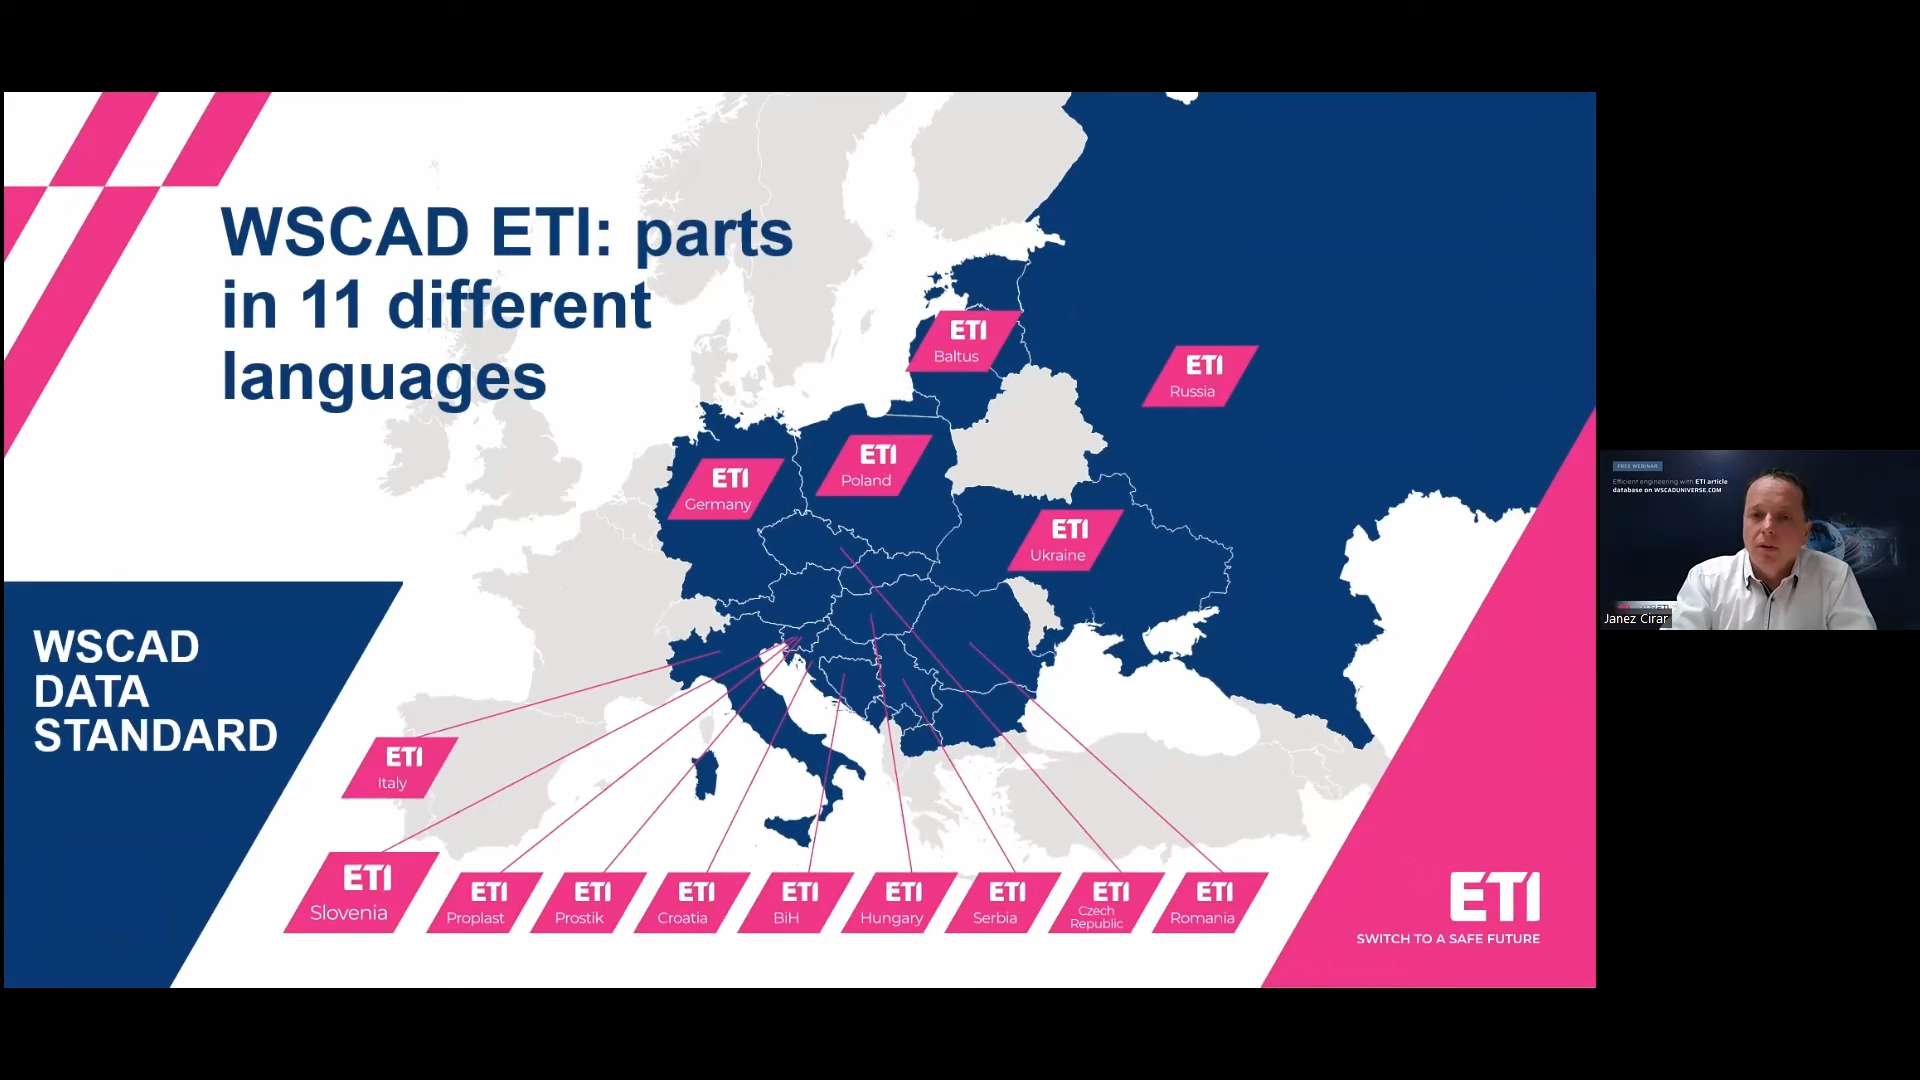 WSCAD ETI: parts
in 11 different
languages
WSCAD
DATA
STANDARD
ETI
Baltus
ETI
Russia
ETI
Poland
ETI
Germany
ETI
Ukraine
ETI
Italy
ETI
Slovenia
ETI
Proplast
ETI
Prostik
ETI
Croatia
ETI
BiH
ETI
Hungary
ETI
Serbia
ETI
Czech
Republic
ETI
Romania
ETI
SWITCH TO A SAFE FUTURE
FREE WEBINAR
Efficient engineering with ETI article
database on WSCADUNIVERSE.COM
Janez Cirar